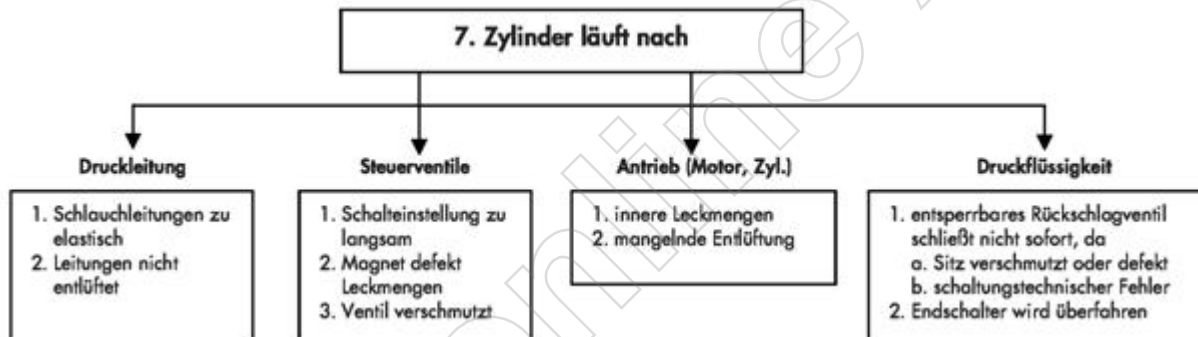 7. Zylinder läuft nach
Druckleitung
1. Schlauchleitungen zu
elastisch
2. Leitungen nicht
entlüftet
Steuerventile
1. Schalteinstellung zu
langsam
2. Magnet defekt
Leckmengen
3. Ventil verschmutzt
Antrieb (Motor, Zyl.)
1. innere Leckmengen
2. mangelnde Entlüftung
Druckflüssigkeit
1. entsperrbares Rückschlagventil
schließt nicht sofort, da
a. Sitz verschmutzt oder defekt
b. schaltungstechnischer Fehler
2. Endschalter wird überfahren
online